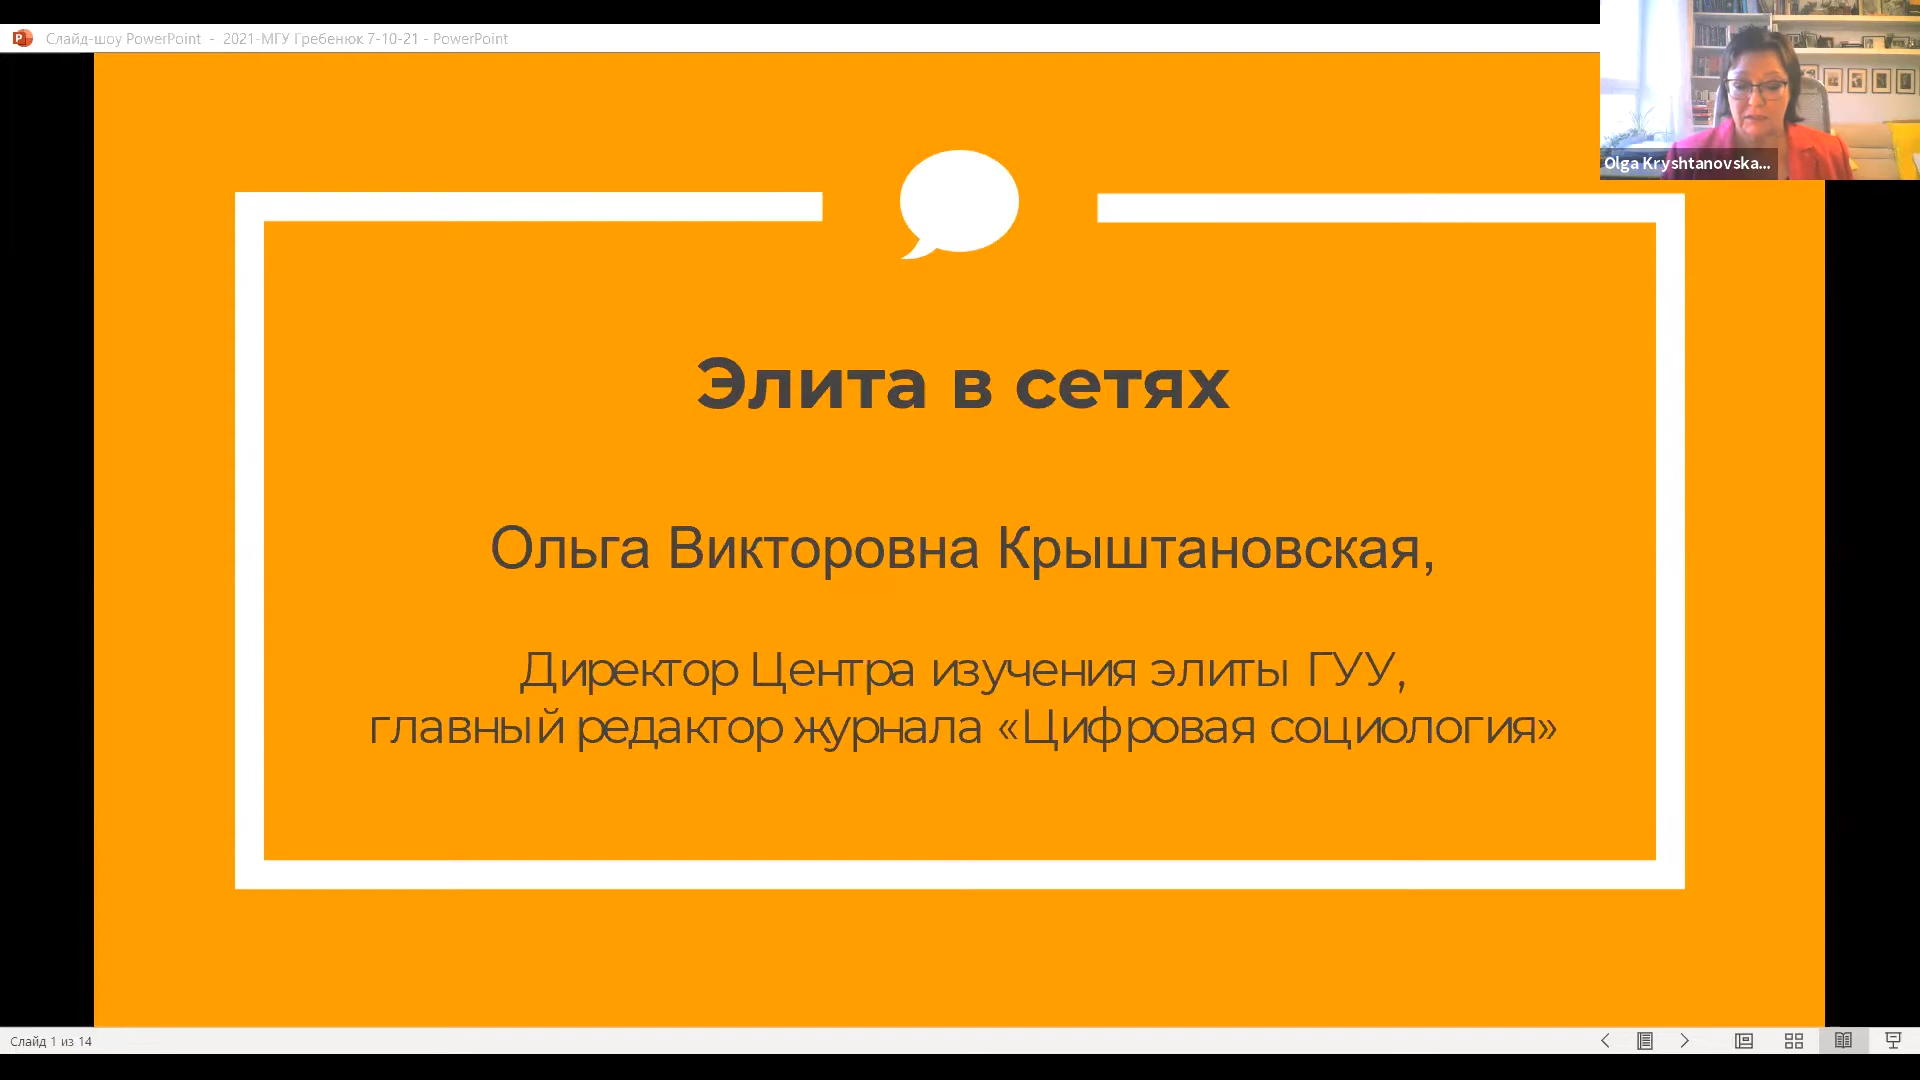 Слайд-шоу PowerPoint - 2021-МГУ Гребенюк 7-10-21 - PowerPoint
Olga Kryshtanovska...
Элита в сетях
Ольга Викторовна Крыштановская,
Директор Центра изучения элиты ГУУ,
главный редактор журнала «Цифровая социология»
Слайд 1 из 14